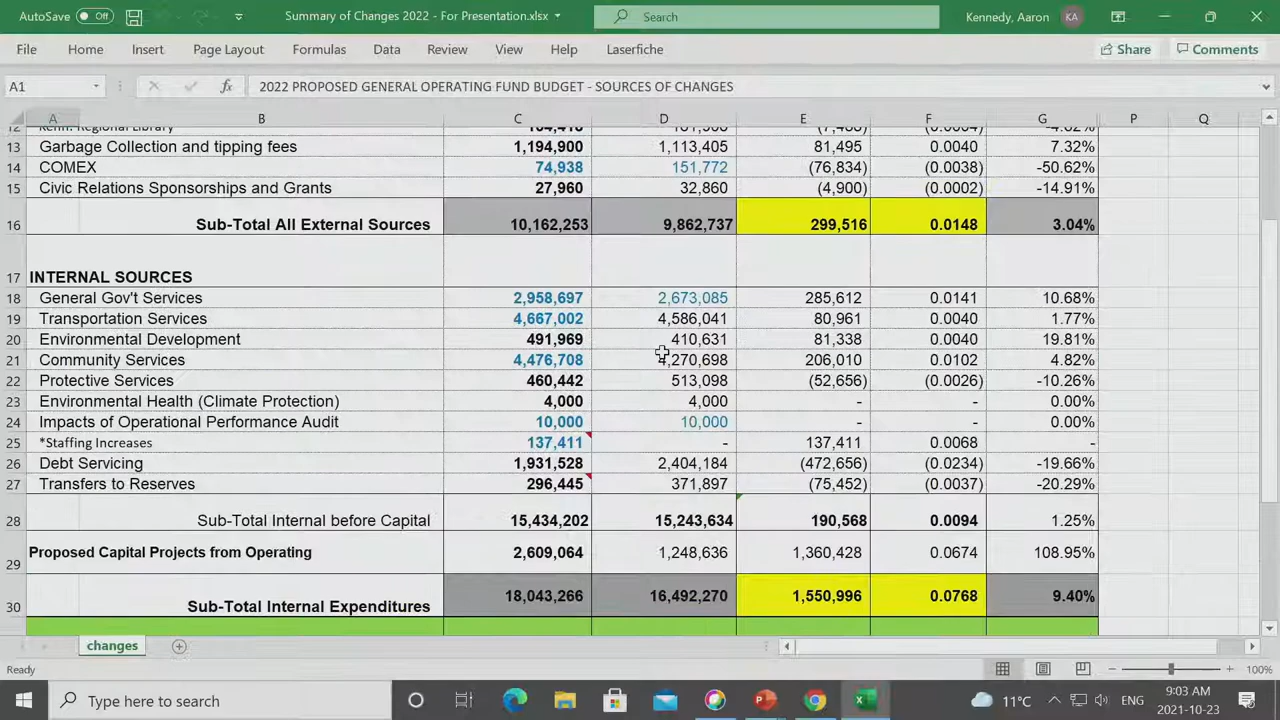 AutoSave Off Summary of Changes 2022 - For Presentation.xlsx Search Kennedy, Aaron KA
File Home Insert Page Layout Formulas Data Review View Help Laserfiche Share Comments
A1 fx 2022 PROPOSED GENERAL OPERATING FUND BUDGET - SOURCES OF CHANGES
A B C D E F G P Q
12 Regional Library
13 Garbage Collection and tipping fees 1,194,900 1,113,405 81,495 0.0040 7.32%
14 COMEX 74,938 151,772 (76,834) (0.0038) -50.62%
15 Civic Relations Sponsorships and Grants 27,960 32,860 (4,900) (0.0002) -14.91%
16 Sub-Total All External Sources 10,162,253 9,862,737 299,516 0.0148 3.04%
17 INTERNAL SOURCES
18 General Gov't Services 2,958,697 2,673,085 285,612 0.0141 10.68%
19 Transportation Services 4,667,002 4,586,041 80,961 0.0040 1.77%
20 Environmental Development 491,969 410,631 81,338 0.0040 19.81%
21 Community Services 4,476,708 4,270,698 206,010 0.0102 4.82%
22 Protective Services 460,442 513,098 (52,656) (0.0026) -10.26%
23 Environmental Health (Climate Protection) 4,000 4,000 - - 0.00%
24 Impacts of Operational Performance Audit 10,000 10,000 - - 0.00%
25 *Staffing Increases 137,411 - 137,411 0.0068 -
26 Debt Servicing 1,931,528 2,404,184 (472,656) (0.0234) -19.66%
27 Transfers to Reserves 296,445 371,897 (75,452) (0.0037) -20.29%
28 Sub-Total Internal before Capital 15,434,202 15,243,634 190,568 0.0094 1.25%
29 Proposed Capital Projects from Operating 2,609,064 1,248,636 1,360,428 0.0674 108.95%
30 Sub-Total Internal Expenditures 18,043,266 16,492,270 1,550,996 0.0768 9.40%
changes
Ready 100%
Type here to search 11°C ENG 9:03 AM
2021-10-23